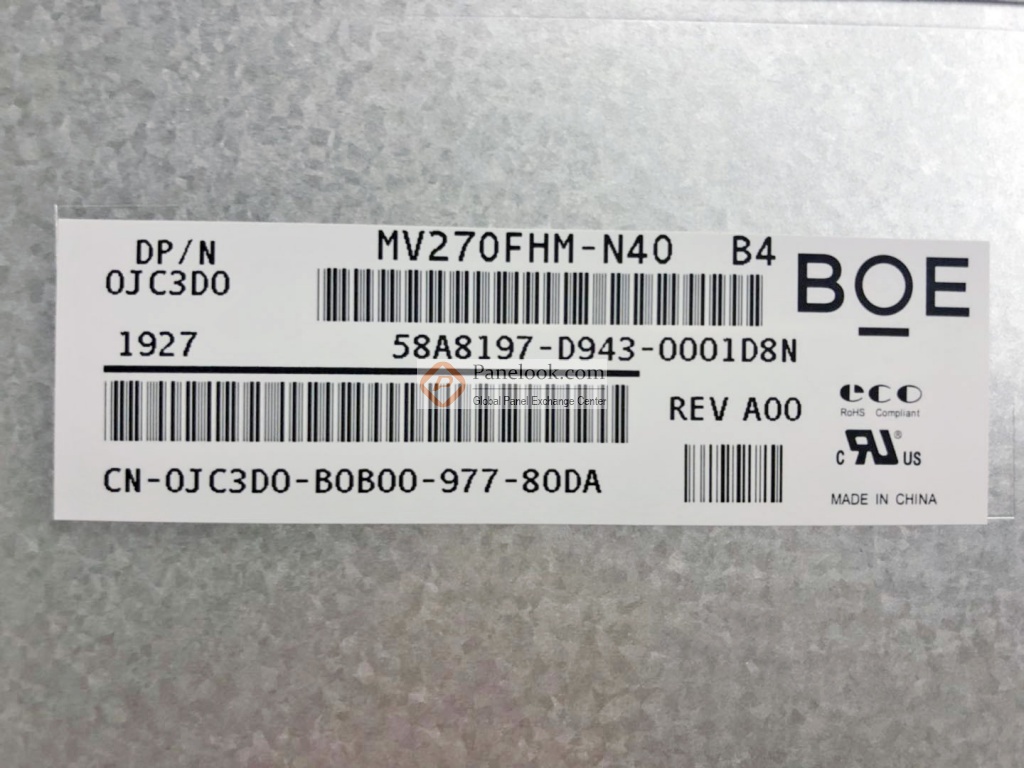 DP/N
0JC3D0
MV270FHM-N40 B4
BOE
1927
58A8197-D943-0001D8N
Panelook.com
Global Panel Exchange Center
REV A00
eco
RoHS Compliant
c RU® US
CN-0JC3D0-B0B00-977-80DA
MADE IN CHINA